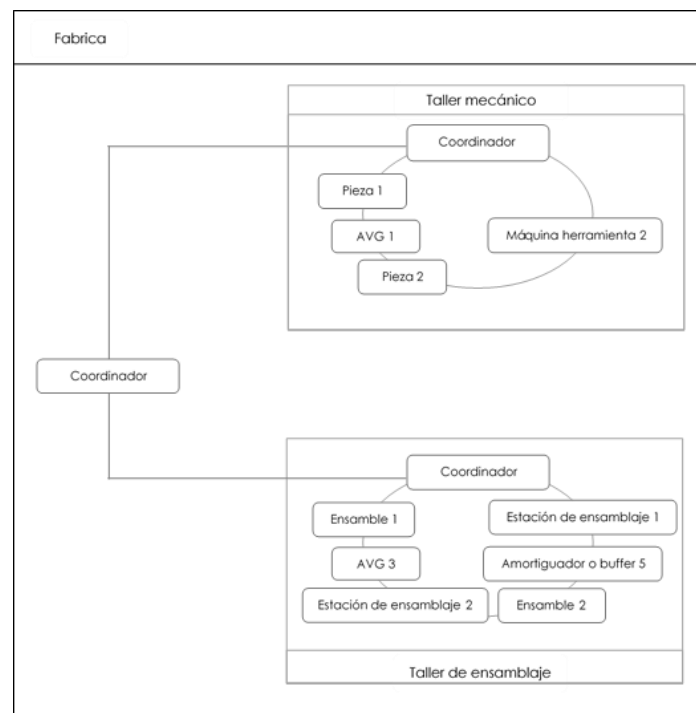 Fabrica
Taller mecánico
Coordinador
Pieza 1
AVG 1
Máquina herramienta 2
Pieza 2
Coordinador
Coordinador
Ensamble 1
Estación de ensamblaje 1
AVG 3
Amortiguador o buffer 5
Estación de ensamblaje 2
Ensamble 2
Taller de ensamblaje